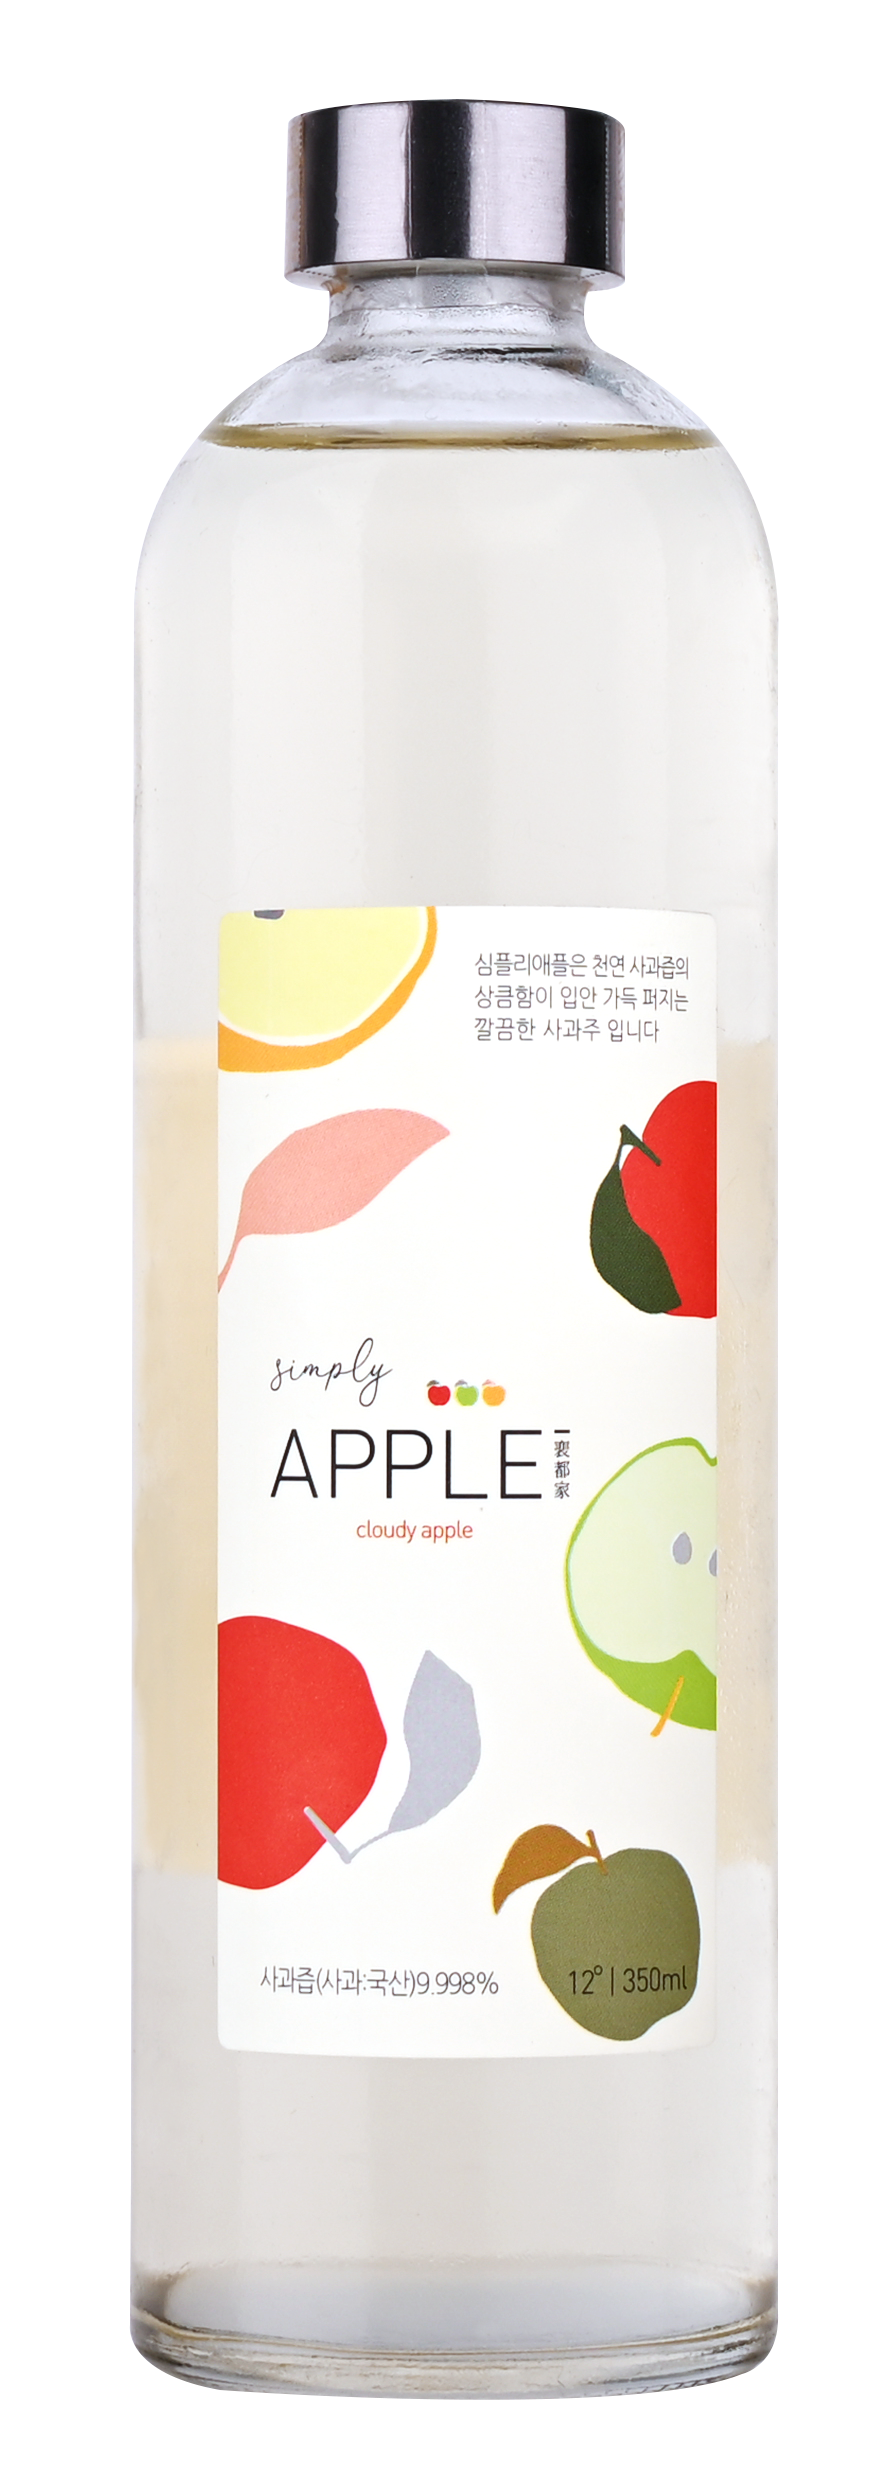 심플리애플은 천연 사과즙의
상큼함이 입안 가득 퍼지는
깔끔한 사과주 입니다
simply
APPLE
都家
cloudy apple
사과즙(사과:국산)9.998%
12° | 350ml